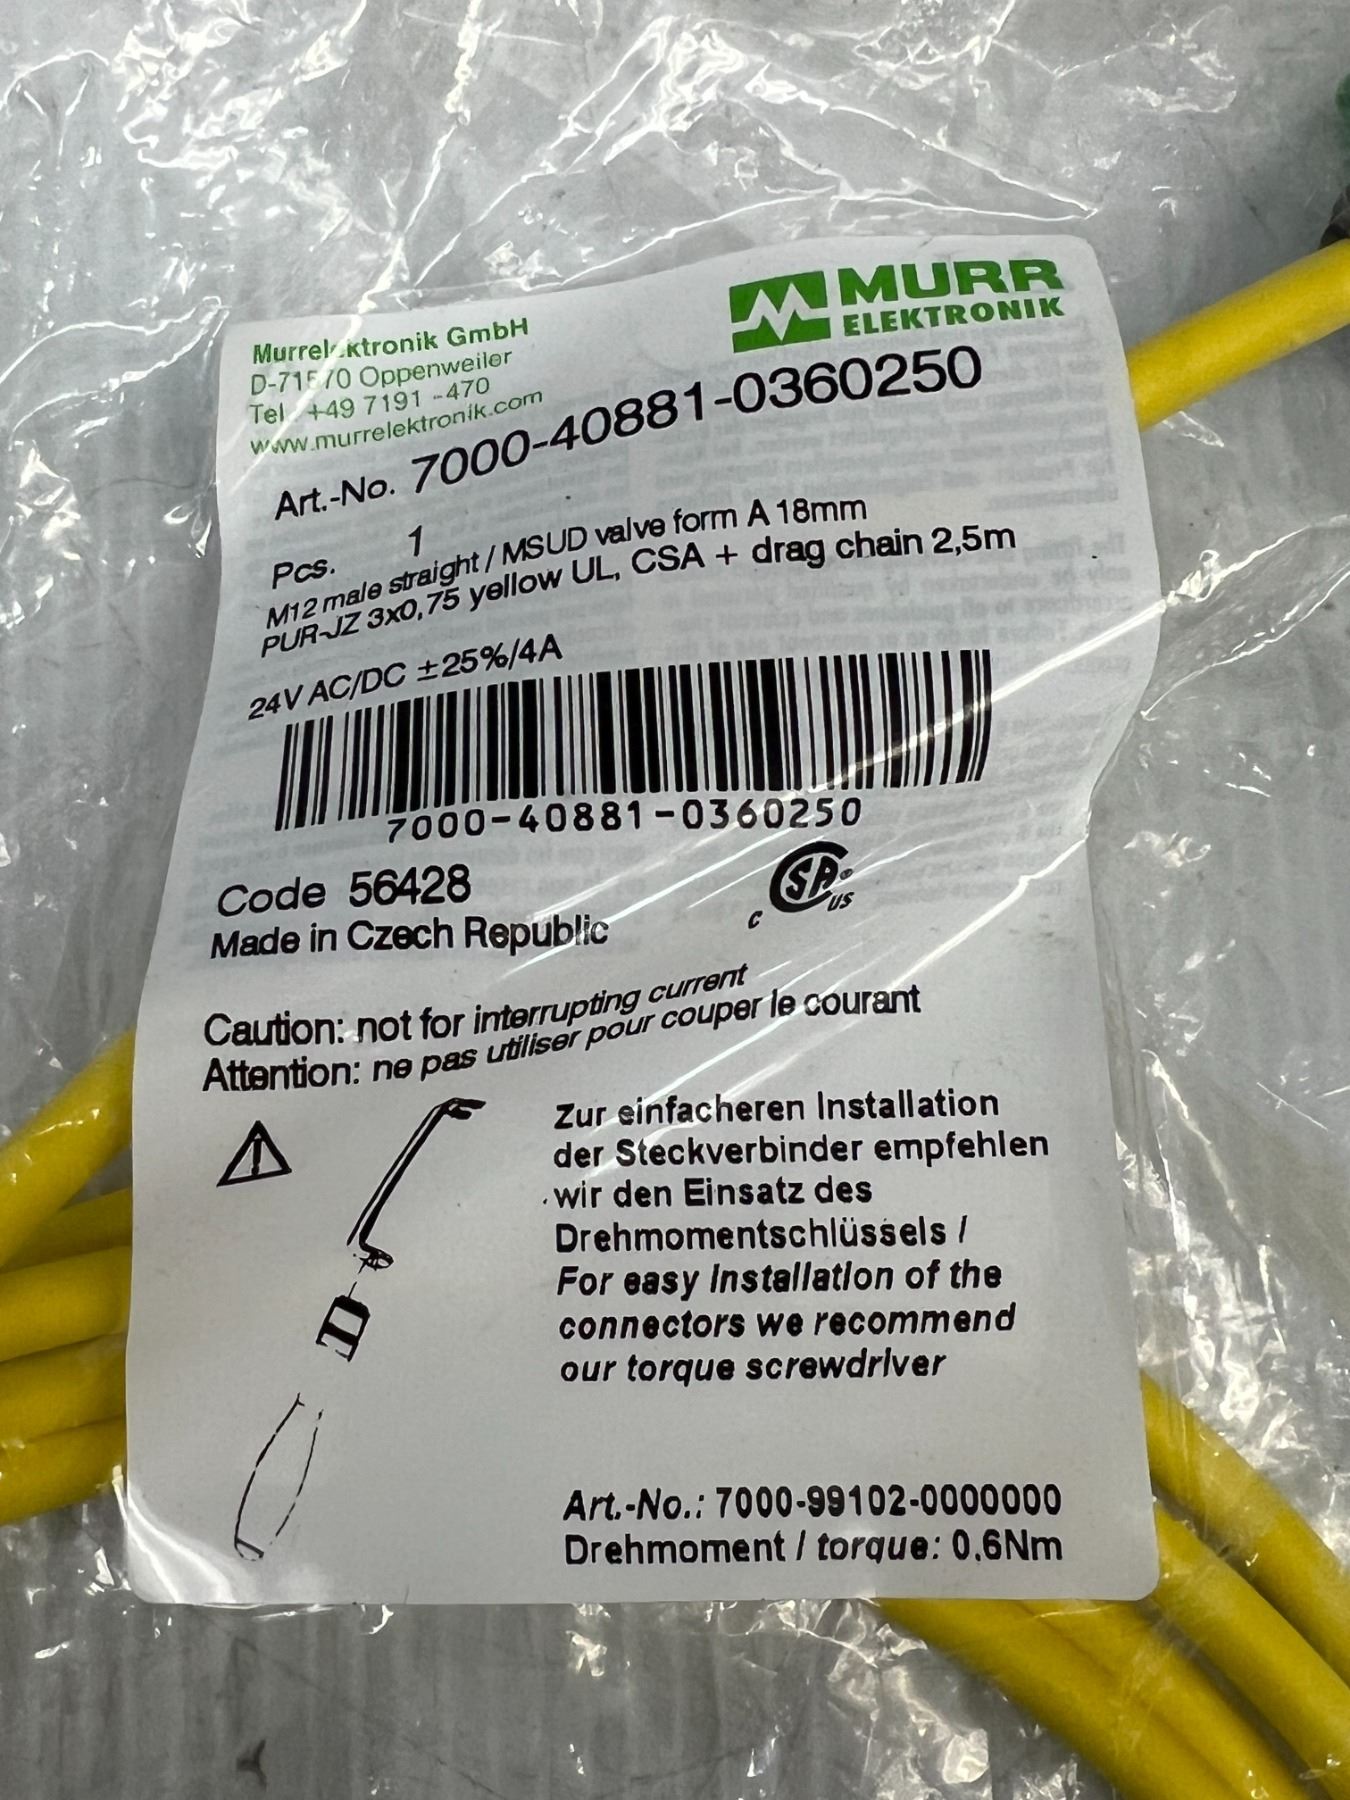 MURR
ELEKTRONIK
Murrelektronik GmbH
D-71570 Oppenweiler
Tel. +49 7191 -470
www.murrelektronik.com
Art.-No. 7000-40881-0360250
Pcs. 1
M12 male straight / MSUD valve form A 18mm
PUR-JZ 3x0,75 yellow UL, CSA + drag chain 2,5m
24V AC/DC ±25%/4A
7000-40881-0360250
Code 56428
Made in Czech Republic
C SA® US
Caution: not for interrupting current
Attention: ne pas utiliser pour couper le courant
Zur einfacheren Installation
der Steckverbinder empfehlen
wir den Einsatz des
Drehmomentschlüssels /
For easy installation of the
connectors we recommend
our torque screwdriver
Art.-No.: 7000-99102-0000000
Drehmoment / torque: 0.6Nm